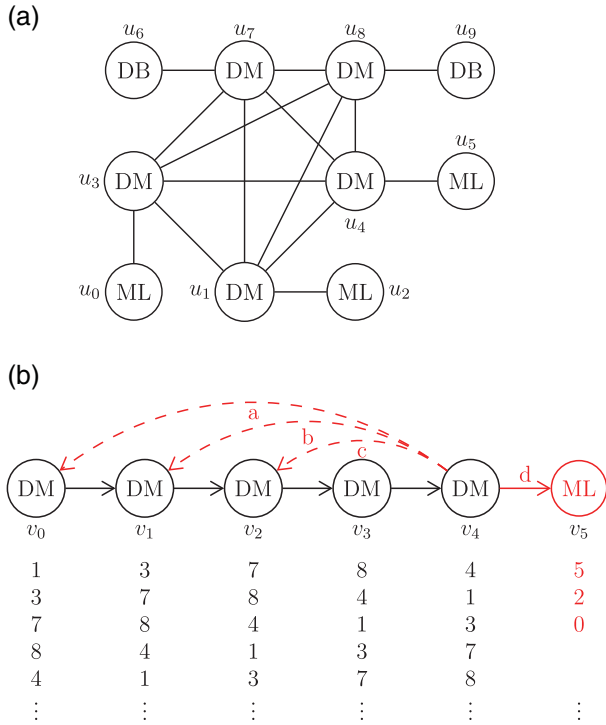 (a)
u6 u7 u8 u9
DB DM DM DB
u5
u3 DM DM ML
u4
u0 ML u1 DM ML u2
(b)
a
b
c
d
DM DM DM DM DM ML
v0 v1 v2 v3 v4 v5
1 3 7 8 4 5
3 7 8 4 1 2
7 8 4 1 3 0
8 4 1 3 7
4 1 3 7 8
⋮ ⋮ ⋮ ⋮ ⋮ ⋮